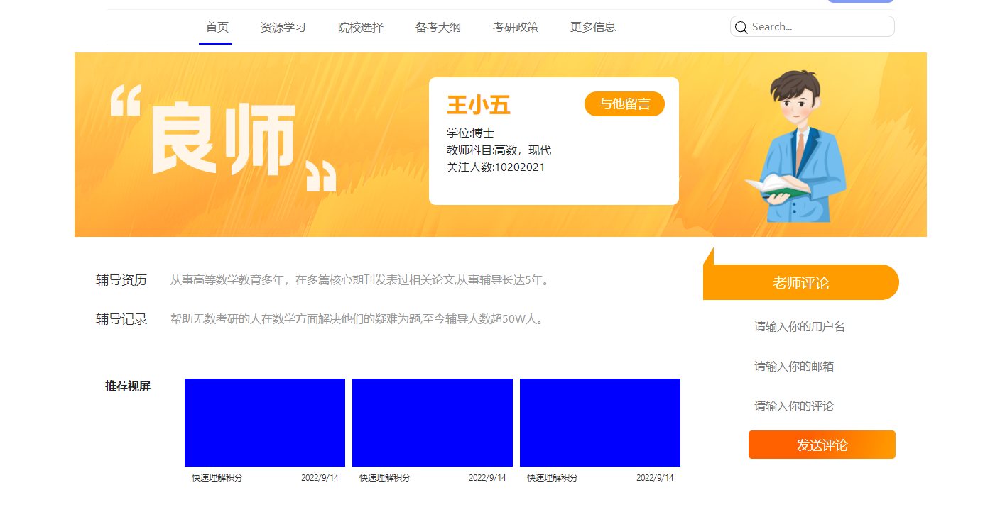 首页 资源学习 院校选择 备考大纲 考研政策 更多信息 Search...
“良师”
王小五 与他留言
学位:博士
教师科目:高数，现代
关注人数:10202021
辅导资历 从事高等数学教育多年，在多篇核心期刊发表过相关论文,从事辅导长达5年。
辅导记录 帮助无数考研的人在数学方面解决他们的疑难为题,至今辅导人数超50W人。
推荐视屏
快速理解积分 2022/9/14 快速理解积分 2022/9/14 快速理解积分 2022/9/14
老师评论
请输入你的用户名
请输入你的邮箱
请输入你的评论
发送评论